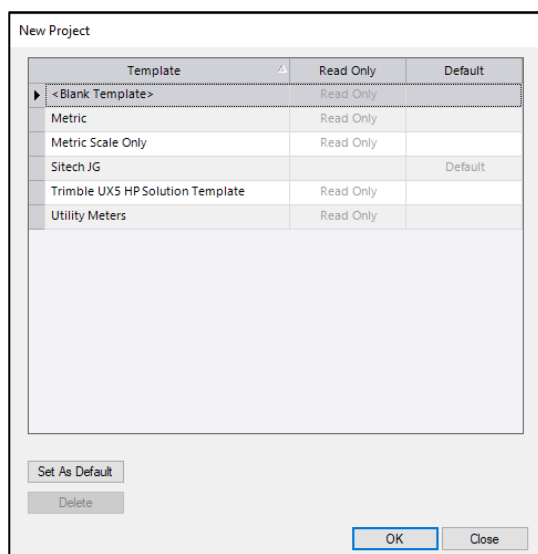 New Project
Template Read Only Default
<Blank Template> Read Only
Metric Read Only
Metric Scale Only Read Only
Sitech JG Default
Trimble UX5 HP Solution Template Read Only
Utility Meters Read Only
Set As Default
Delete
OK Close